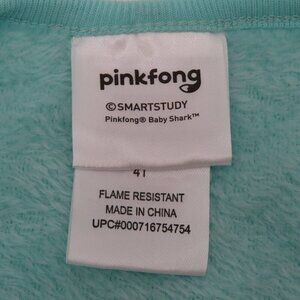 pinkfong
©SMARTSTUDY
Pinkfong® Baby Shark™
4T
FLAME RESISTANT
MADE IN CHINA
UPC#000716754754